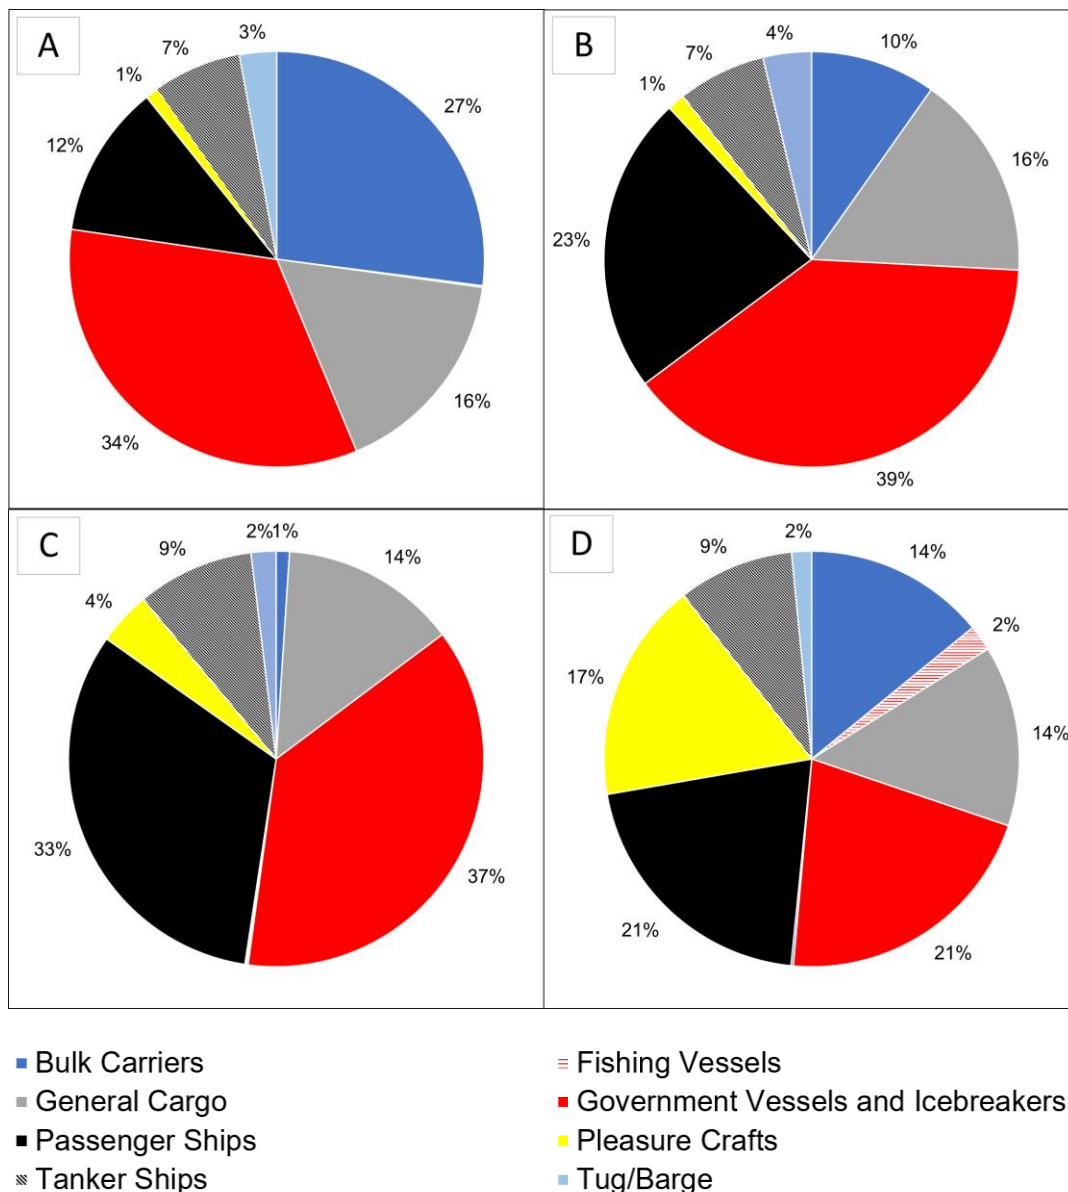 A
3%
7%
1%
27%
12%
16%
34%
B
4%
10%
7%
1%
16%
23%
39%
C
2%
1%
9%
14%
4%
33%
37%
D
2%
14%
9%
2%
17%
14%
21%
21%
Bulk Carriers
Fishing Vessels
General Cargo
Government Vessels and Icebreakers
Passenger Ships
Pleasure Crafts
Tanker Ships
Tug/Barge